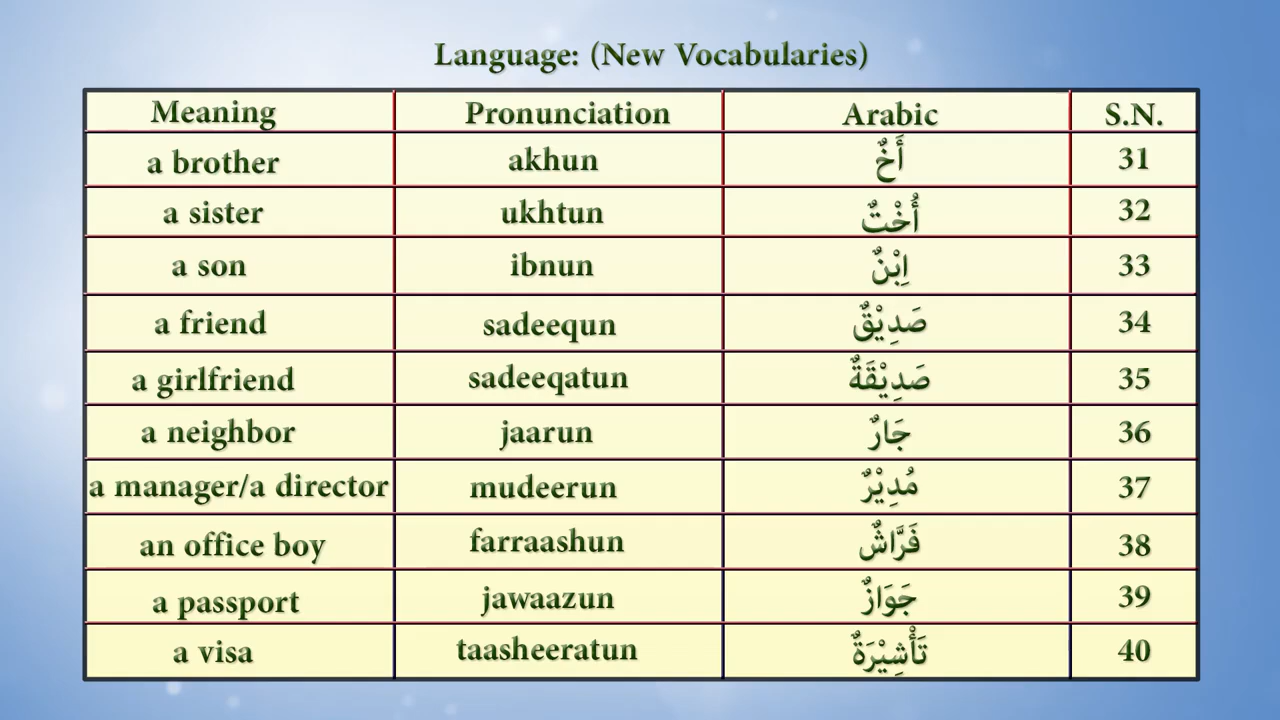 Language: (New Vocabularies)
Meaning Pronunciation Arabic S.N.
a brother akhun أَخٌ 31
a sister ukhtun أُخْتٌ 32
a son ibnun اِبْنٌ 33
a friend sadeequn صَدِيْقٌ 34
a girlfriend sadeeqatun صَدِيْقَةٌ 35
a neighbor jaarun جَارٌ 36
a manager/a director mudeerun مُدِيْرٌ 37
an office boy farraashun فَرَّاشٌ 38
a passport jawaazun جَوَازٌ 39
a visa taasheeratun تَأْشِيْرَةٌ 40